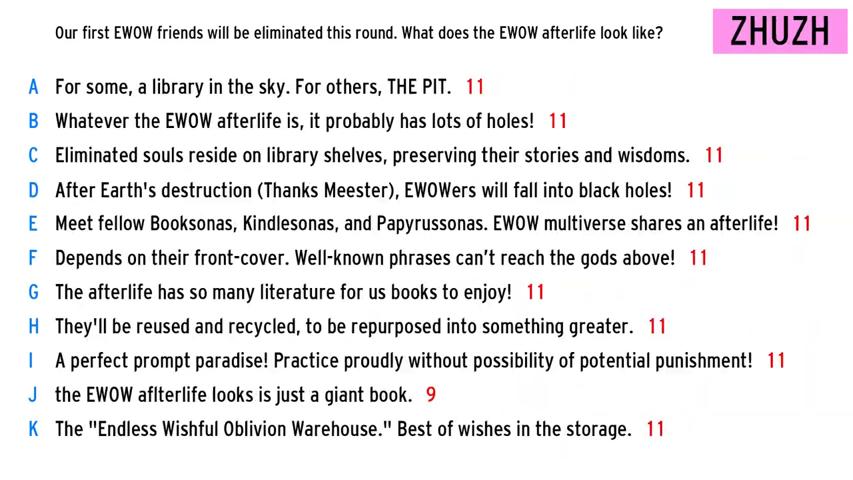 Our first EWOW friends will be eliminated this round. What does the EWOW afterlife look like?
ZHUZH
A For some, a library in the sky. For others, THE PIT. 11
B Whatever the EWOW afterlife is, it probably has lots of holes! 11
C Eliminated souls reside on library shelves, preserving their stories and wisdoms. 11
D After Earth's destruction (Thanks Meester), EWOWers will fall into black holes! 11
E Meet fellow Booksonas, Kindlesonas, and Papyrussonas. EWOW multiverse shares an afterlife! 11
F Depends on their front-cover. Well-known phrases can’t reach the gods above! 11
G The afterlife has so many literature for us books to enjoy! 11
H They'll be reused and recycled, to be repurposed into something greater. 11
I A perfect prompt paradise! Practice proudly without possibility of potential punishment! 11
J the EWOW aflterlife looks is just a giant book. 9
K The "Endless Wishful Oblivion Warehouse." Best of wishes in the storage. 11